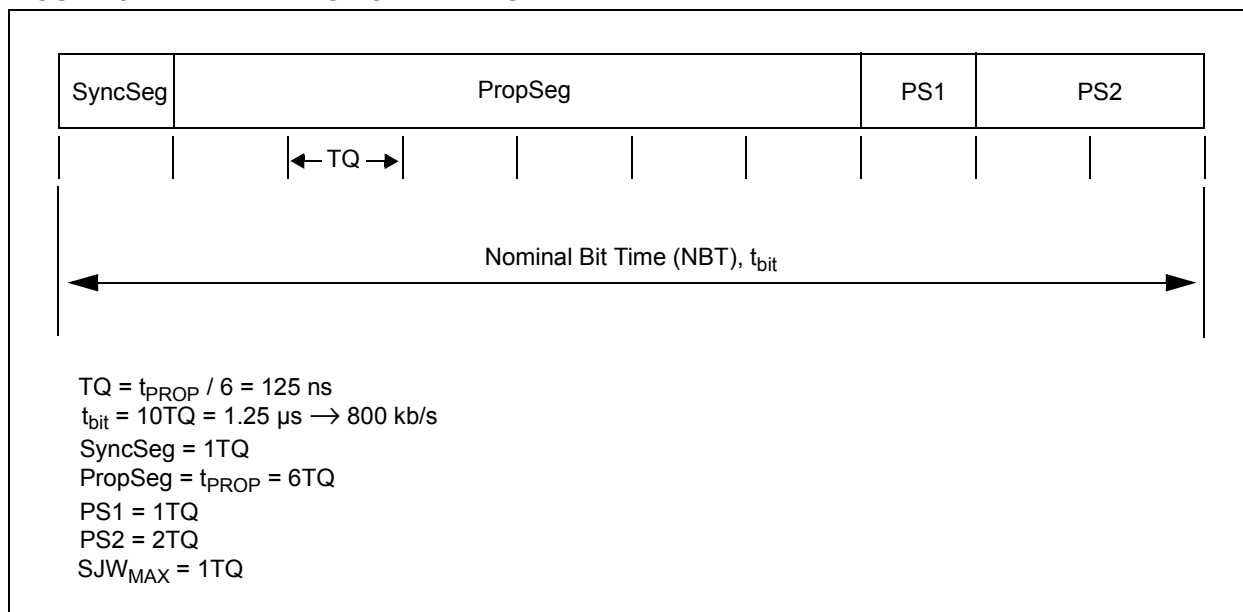 SyncSeg PropSeg PS1 PS2
TQ
Nominal Bit Time (NBT), tbit
TQ = tPROP / 6 = 125 ns
tbit = 10TQ = 1.25 µs → 800 kb/s
SyncSeg = 1TQ
PropSeg = tPROP = 6TQ
PS1 = 1TQ
PS2 = 2TQ
SJWMAX = 1TQ